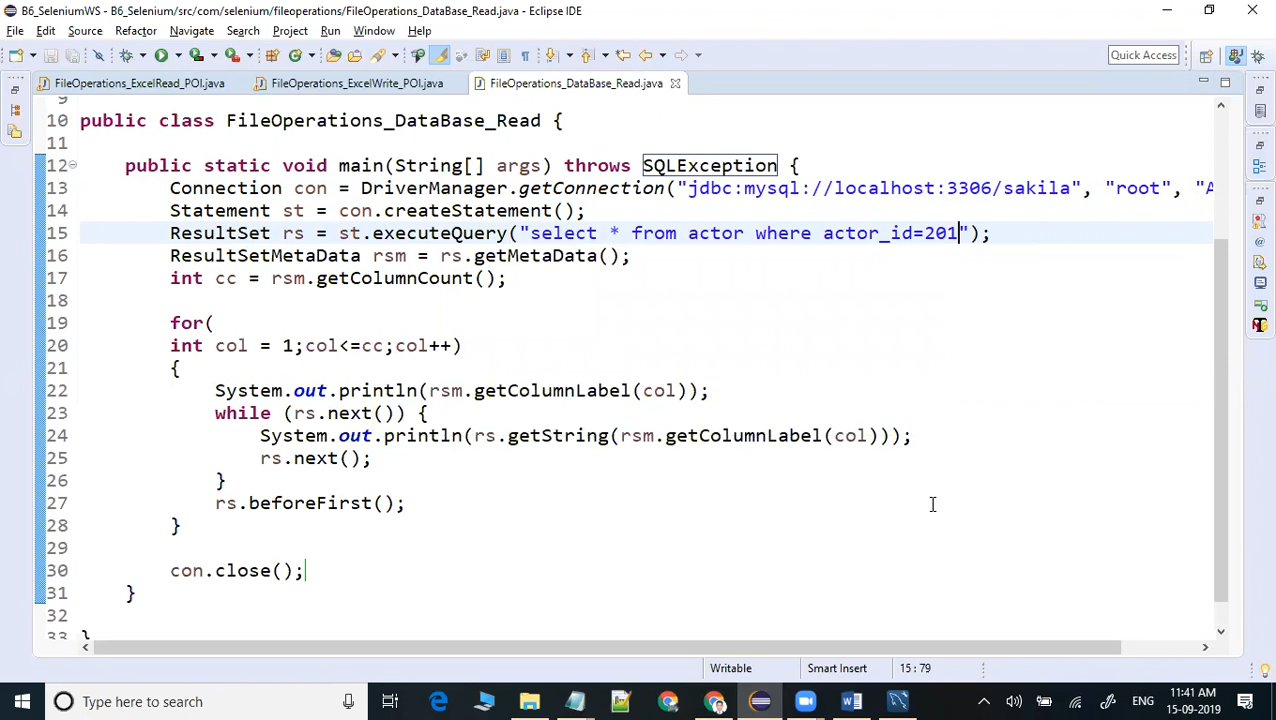 B6_SeleniumWS - B6_Selenium/src/com/selenium/fileoperations/FileOperations_DataBase_Read.java - Eclipse IDE
File Edit Source Refactor Navigate Search Project Run Window Help
Quick Access
FileOperations_ExcelRead_POI.java FileOperations_ExcelWrite_POI.java FileOperations_DataBase_Read.java
9
10 public class FileOperations_DataBase_Read {
11
12 public static void main(String[] args) throws SQLException {
13 Connection con = DriverManager.getConnection("jdbc:mysql://localhost:3306/sakila", "root", "A
14 Statement st = con.createStatement();
15 ResultSet rs = st.executeQuery("select * from actor where actor_id=201");
16 ResultSetMetaData rsm = rs.getMetaData();
17 int cc = rsm.getColumnCount();
18
19 for(
20 int col = 1;col<=cc;col++)
21 {
22 System.out.println(rsm.getColumnLabel(col));
23 while (rs.next()) {
24 System.out.println(rs.getString(rsm.getColumnLabel(col)));
25 rs.next();
26 }
27 rs.beforeFirst();
28 }
29
30 con.close();
31 }
32
33 }
Writable Smart Insert 15 : 79
Type here to search
ENG
11:41 AM
15-09-2019